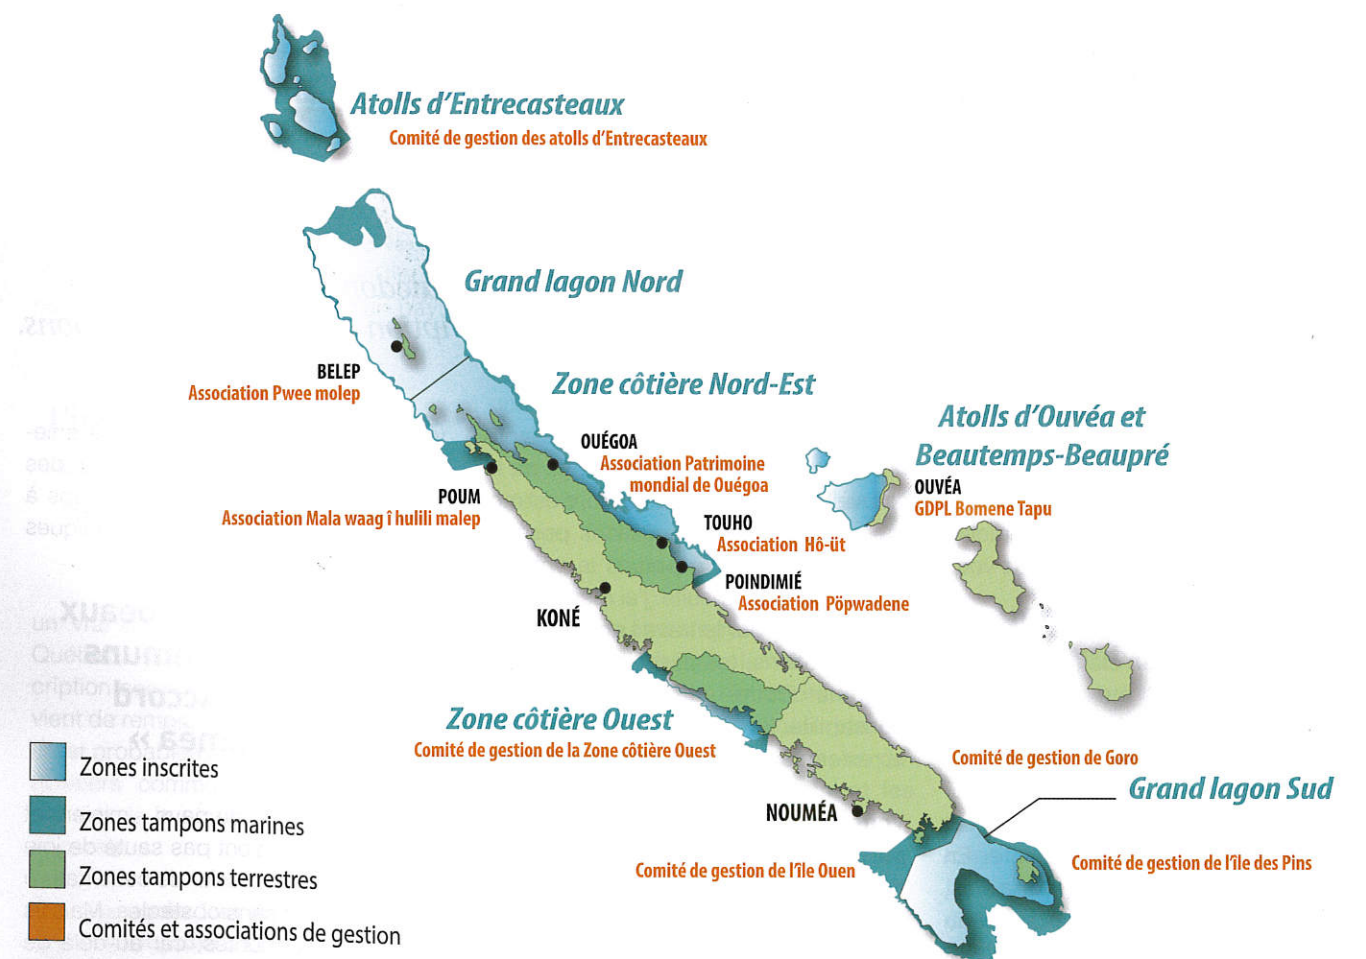 Atolls d'Entrecasteaux
Comité de gestion des atolls d'Entrecasteaux
Grand lagon Nord
BELEP
Association Pwee molep
Zone côtière Nord-Est
Atolls d'Ouvéa et
Beautemps-Beaupré
OUVÉA
GDPL Bomene Tapu
OUÉGOA
Association Patrimoine
mondial de Ouégoa
POUM
Association Mala waag î hulili malep
TOUHO
Association Hô-üt
POINDIMIÉ
Association Pöpwadene
KONÉ
Zone côtière Ouest
Comité de gestion de la Zone côtière Ouest
Comité de gestion de Goro
Grand lagon Sud
NOUMÉA
Comité de gestion de l'île Ouen
Comité de gestion de l'île des Pins
Zones inscrites
Zones tampons marines
Zones tampons terrestres
Comités et associations de gestion